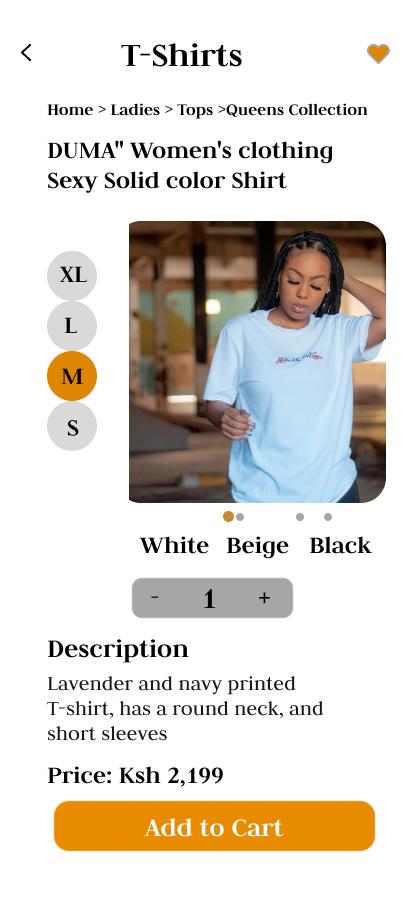 T-Shirts
Home > Ladies > Tops >Queens Collection
DUMA" Women's clothing
Sexy Solid color Shirt
XL
L
M
S
White Beige Black
- 1 +
Description
Lavender and navy printed
T-shirt, has a round neck, and
short sleeves
Price: Ksh 2,199
Add to Cart